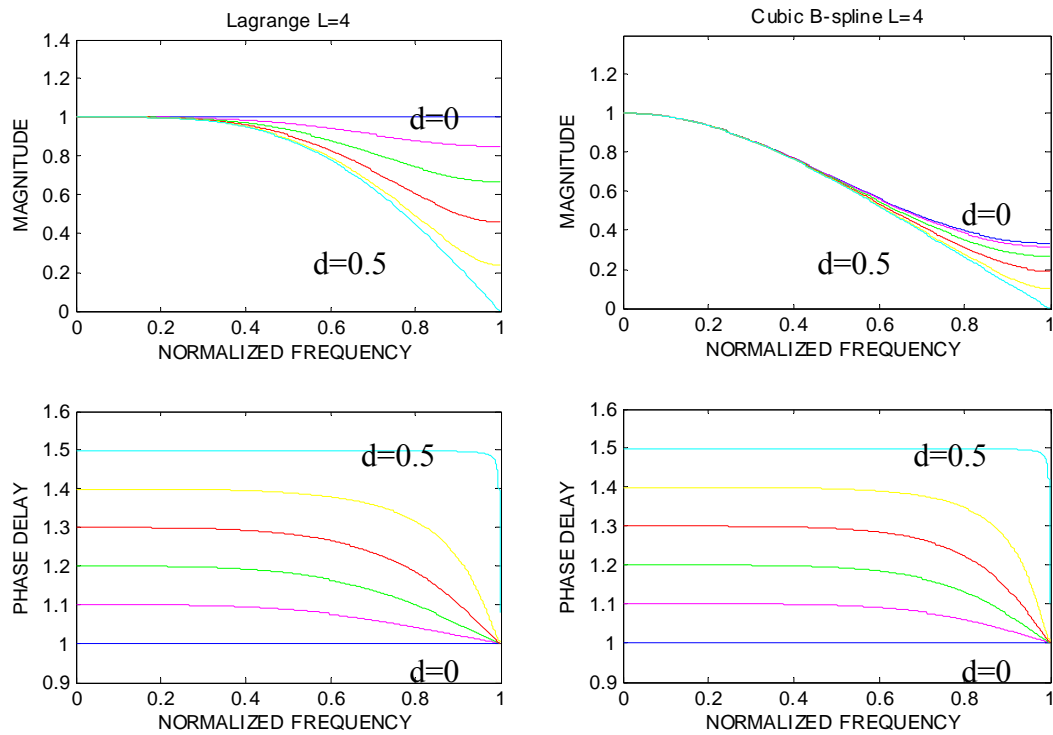 Lagrange L=4
1.4
1.2
1
0.8
0.6
0.4
0.2
0
MAGNITUDE
d=0
d=0.5
0 0.2 0.4 0.6 0.8 1
NORMALIZED FREQUENCY
Cubic B-spline L=4
1.2
1
0.8
0.6
0.4
0.2
0
MAGNITUDE
d=0
d=0.5
0 0.2 0.4 0.6 0.8 1
NORMALIZED FREQUENCY
1.6
1.5
1.4
1.3
1.2
1.1
1
0.9
PHASE DELAY
d=0.5
d=0
0 0.2 0.4 0.6 0.8 1
NORMALIZED FREQUENCY
1.6
1.5
1.4
1.3
1.2
1.1
1
0.9
PHASE DELAY
d=0.5
d=0
0 0.2 0.4 0.6 0.8 1
NORMALIZED FREQUENCY